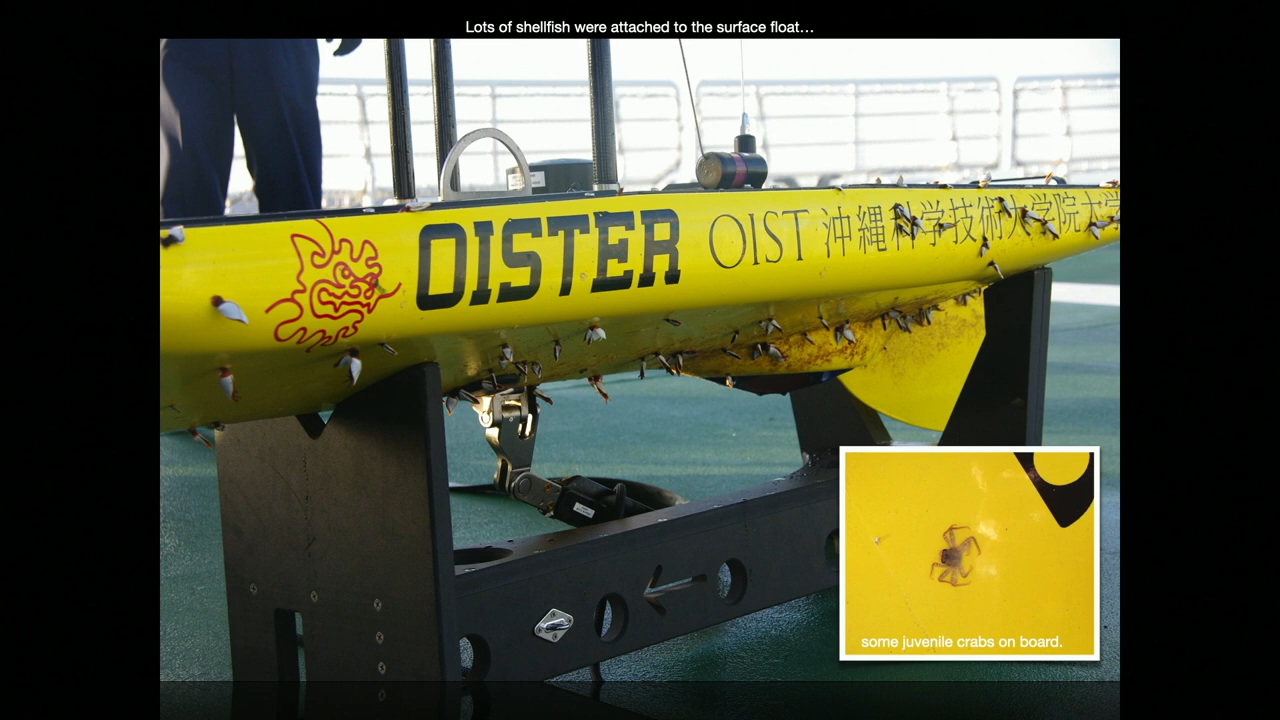 Lots of shellfish were attached to the surface float…
OISTER OIST 沖縄科学技術大学院大学
some juvenile crabs on board.